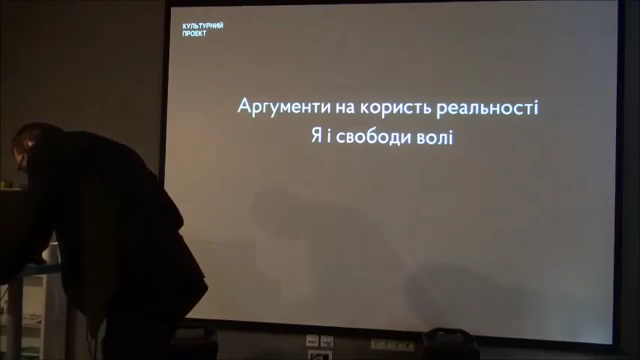 КУЛЬТУРНИЙ
ПРОЕКТ
Аргументи на користь реальності
Я і свободи волі